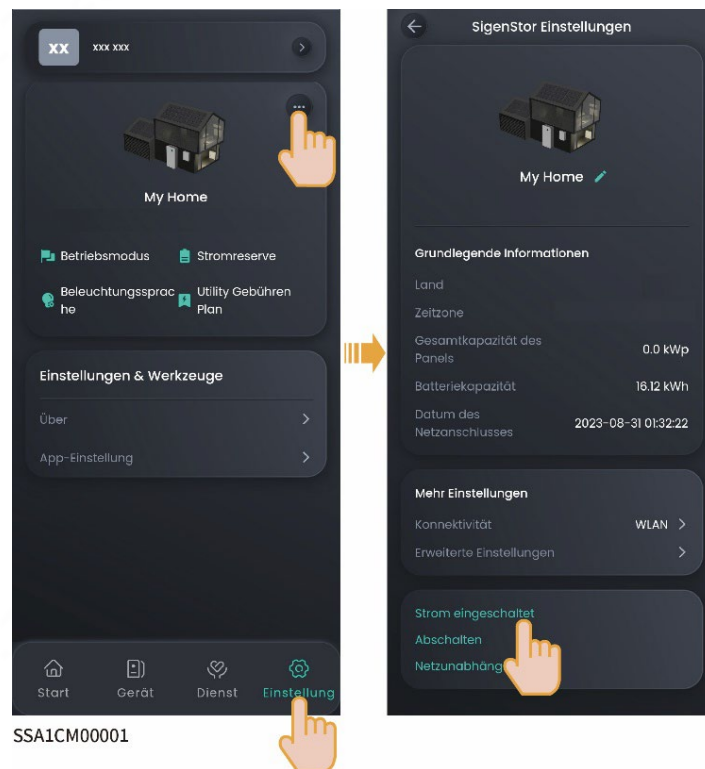 xx
xxx xxx
My Home
Betriebsmodus
Stromreserve
Beleuchtungssprac
he
Utility Gebühren
Plan
Einstellungen & Werkzeuge
Über
App-Einstellung
Start
Gerät
Dienst
Einstellung
SSA1CM00001
SigenStor Einstellungen
My Home
Grundlegende Informationen
Land
Zeitzone
Gesamtkapazität des
Panels
0.0 kWp
Batteriekapazität
16.12 kWh
Datum des
Netzanschlusses
2023-08-31 01:32:22
Mehr Einstellungen
Konnektivität
WLAN
Erweiterte Einstellungen
Strom eingeschaltet
Abschalten